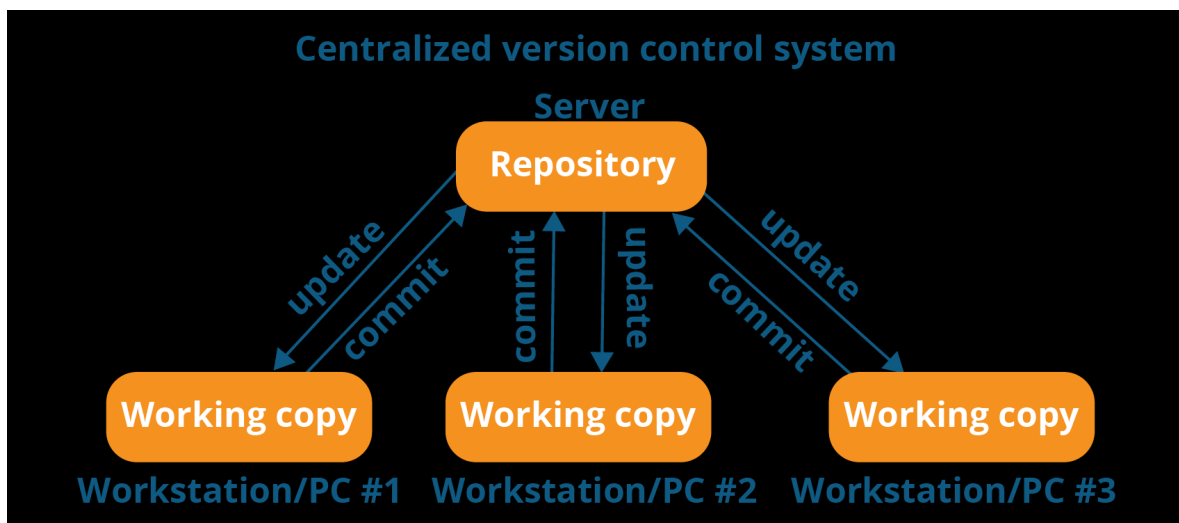 Centralized version control system
Server
Repository
update
commit
commit
update
commit
update
Working copy
Working copy
Working copy
Workstation/PC #1
Workstation/PC #2
Workstation/PC #3